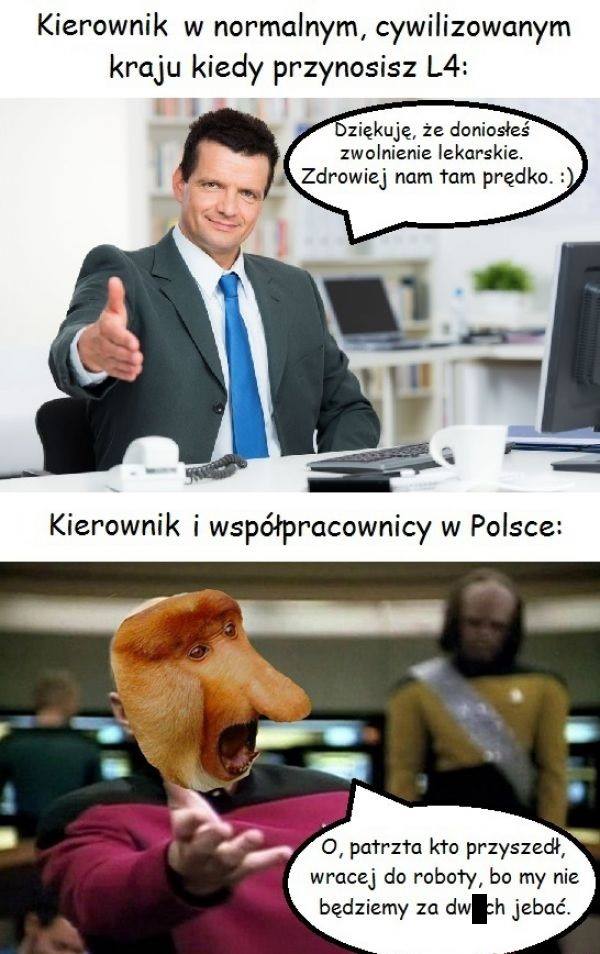 Kierownik w normalnym, cywilizowanym
kraju kiedy przynosisz L4:
Dziękuję, że doniosłeś
zwolnienie lekarskie.
Zdrowiej nam tam prędko. :)
Kierownik i współpracownicy w Polsce:
O, patrzta kto przyszedł,
wracej do roboty, bo my nie
będziemy za jebać.